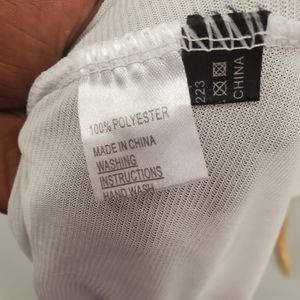 100% POLYESTER
MADE IN CHINA
WASHING
INSTRUCTIONS
HAND WASH
223
CHINA